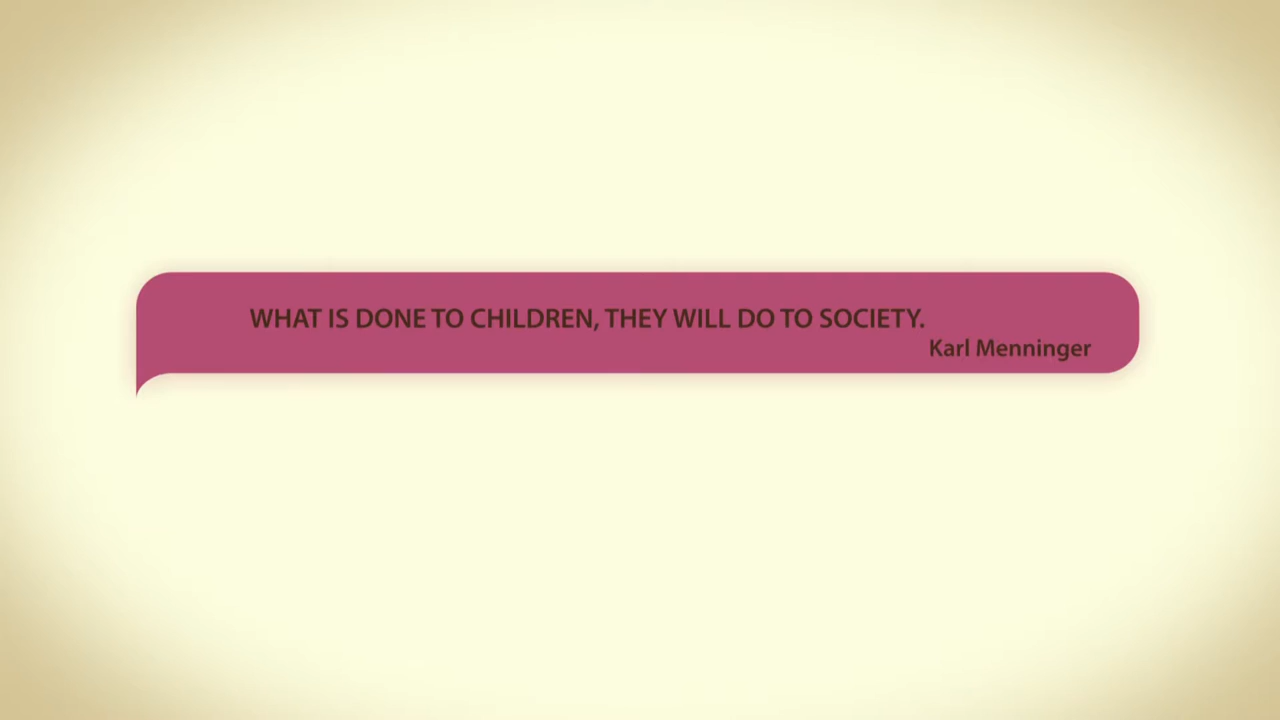 WHAT IS DONE TO CHILDREN, THEY WILL DO TO SOCIETY.
Karl Menninger